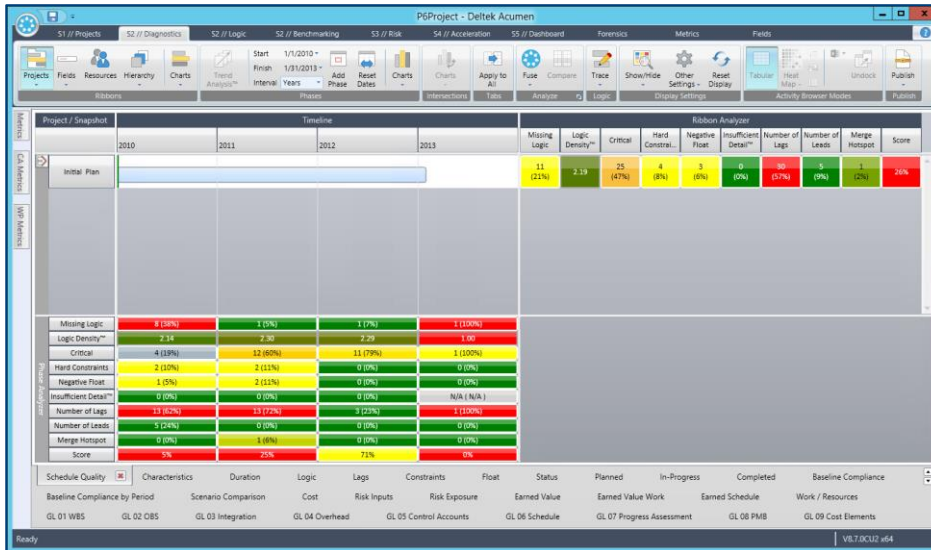 P6Project - Deltek Acumen
S1 // Projects S2 // Diagnostics S2 // Logic S2 // Benchmarking S3 // Risk S4 // Acceleration S5 // Dashboard Forensics Metrics Fields
Start 1/1/2010
Finish 1/31/2013
Interval Years
Projects Fields Resources Hierarchy Charts Trend Analysis™ Add Phase Reset Dates Charts Charts Apply to All Fuse Compare Trace Show/Hide Other Settings Reset Display Tabular Heat Map Undock Publish
Ribbons Phases Intersections Tabs Analyze Logic Display Settings Activity Browser Modes Publish
Metrics
CA Metrics
WP Metrics
Project / Snapshot Timeline Ribbon Analyzer
2010 2011 2012 2013 Missing Logic Logic Density™ Critical Hard Constrai... Negative Float Insufficient Detail™ Number of Lags Number of Leads Merge Hotspot Score
Initial Plan 11 (21%) 2.19 25 (47%) 4 (8%) 3 (6%) 0 (0%) 30 (57%) 5 (9%) 1 (2%) 26%
Phase Analyzer
Missing Logic 8 (38%) 1 (5%) 1 (7%) 1 (100%)
Logic Density™ 2.14 2.30 2.29 1.00
Critical 4 (19%) 12 (60%) 11 (79%) 1 (100%)
Hard Constraints 2 (10%) 2 (11%) 0 (0%) 0 (0%)
Negative Float 1 (5%) 2 (11%) 0 (0%) 0 (0%)
Insufficient Detail™ 0 (0%) 0 (0%) 0 (0%) N/A ( N/A )
Number of Lags 13 (62%) 13 (72%) 3 (23%) 1 (100%)
Number of Leads 5 (24%) 0 (0%) 0 (0%) 0 (0%)
Merge Hotspot 0 (0%) 1 (6%) 0 (0%) 0 (0%)
Score 5% 25% 71% 0%
Schedule Quality Characteristics Duration Logic Lags Constraints Float Status Planned In-Progress Completed Baseline Compliance
Baseline Compliance by Period Scenario Comparison Cost Risk Inputs Risk Exposure Earned Value Earned Value Work Earned Schedule Work / Resources
GL 01 WBS GL 02 OBS GL 03 Integration GL 04 Overhead GL 05 Control Accounts GL 06 Schedule GL 07 Progress Assessment GL 08 PMB GL 09 Cost Elements
Ready V8.7.0CU2 x64